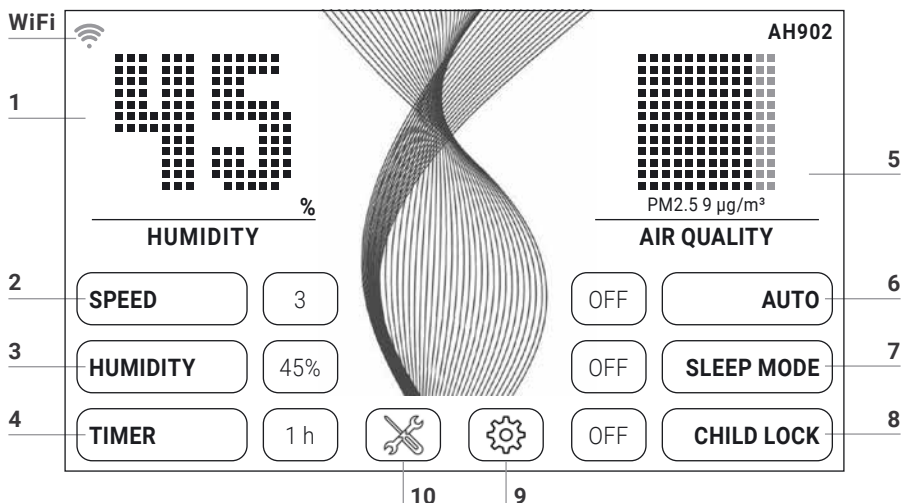 WiFi
AH902
1
45
%
HUMIDITY
5
PM2.5 9 µg/m³
AIR QUALITY
2
SPEED
3
OFF
AUTO
6
3
HUMIDITY
45%
OFF
SLEEP MODE
7
4
TIMER
1 h
OFF
CHILD LOCK
8
10
9